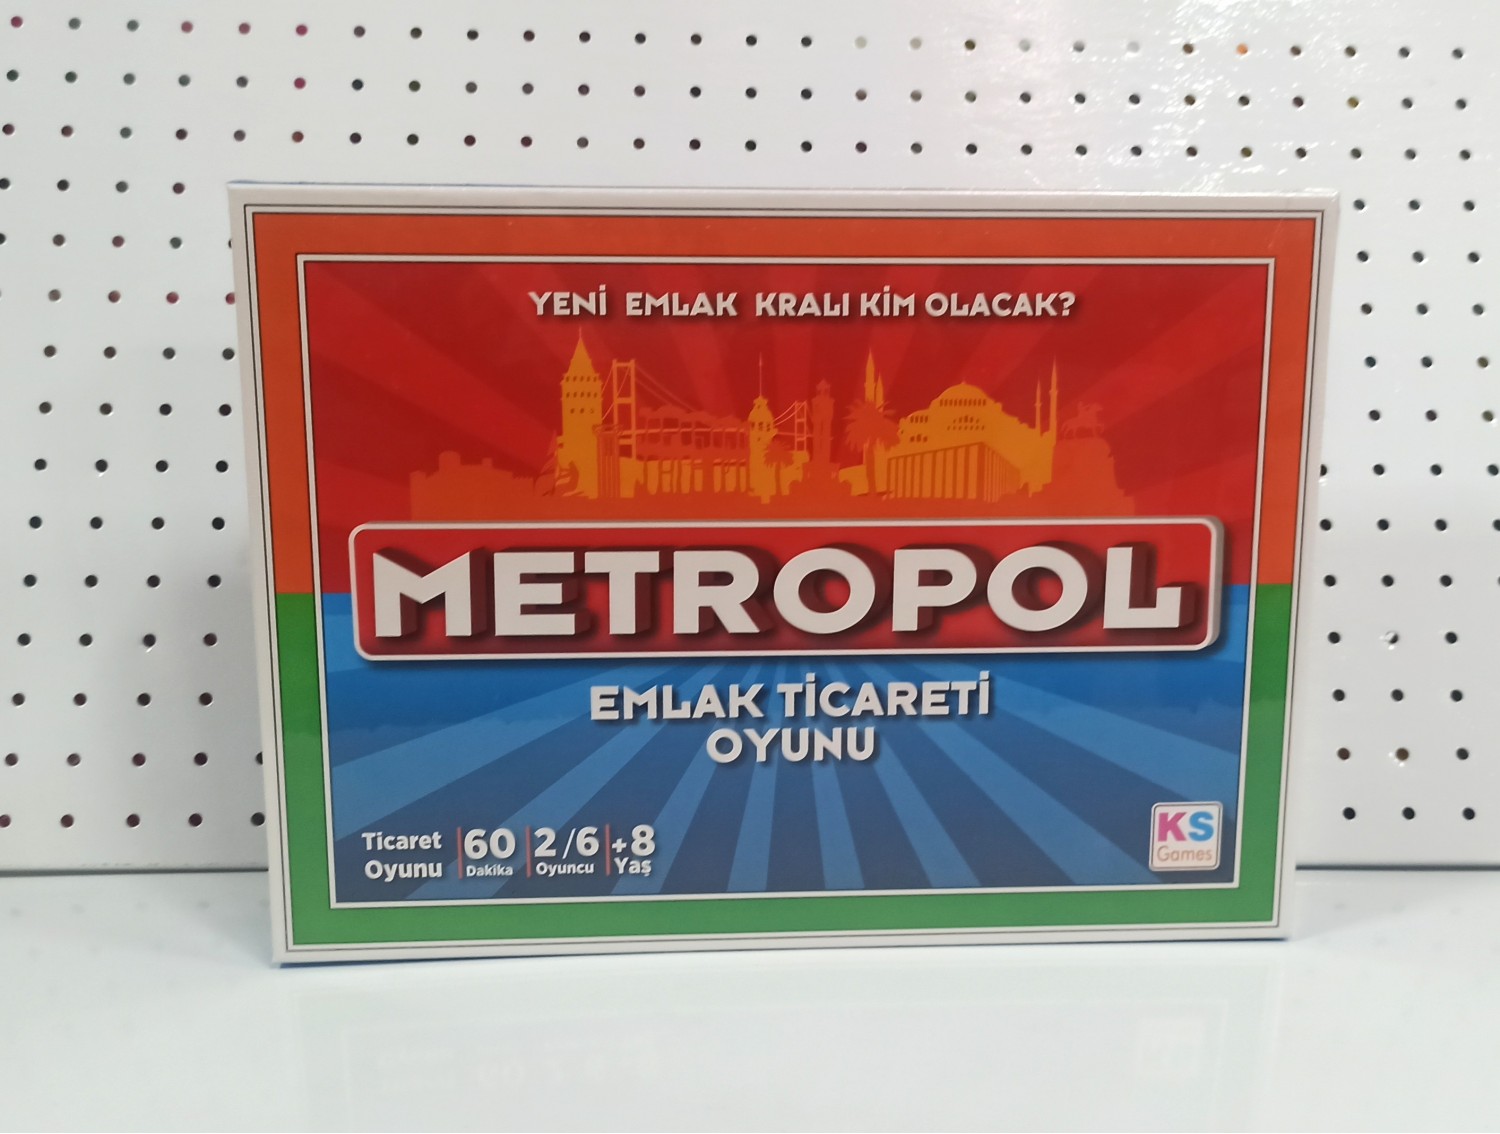 YENİ EMLAK KRALI KİM OLACAK?
METROPOL
EMLAK TİCARETİ
OYUNU
Ticaret
Oyunu
60
Dakika
2/6
Oyuncu
+8
Yaş
KS
Games